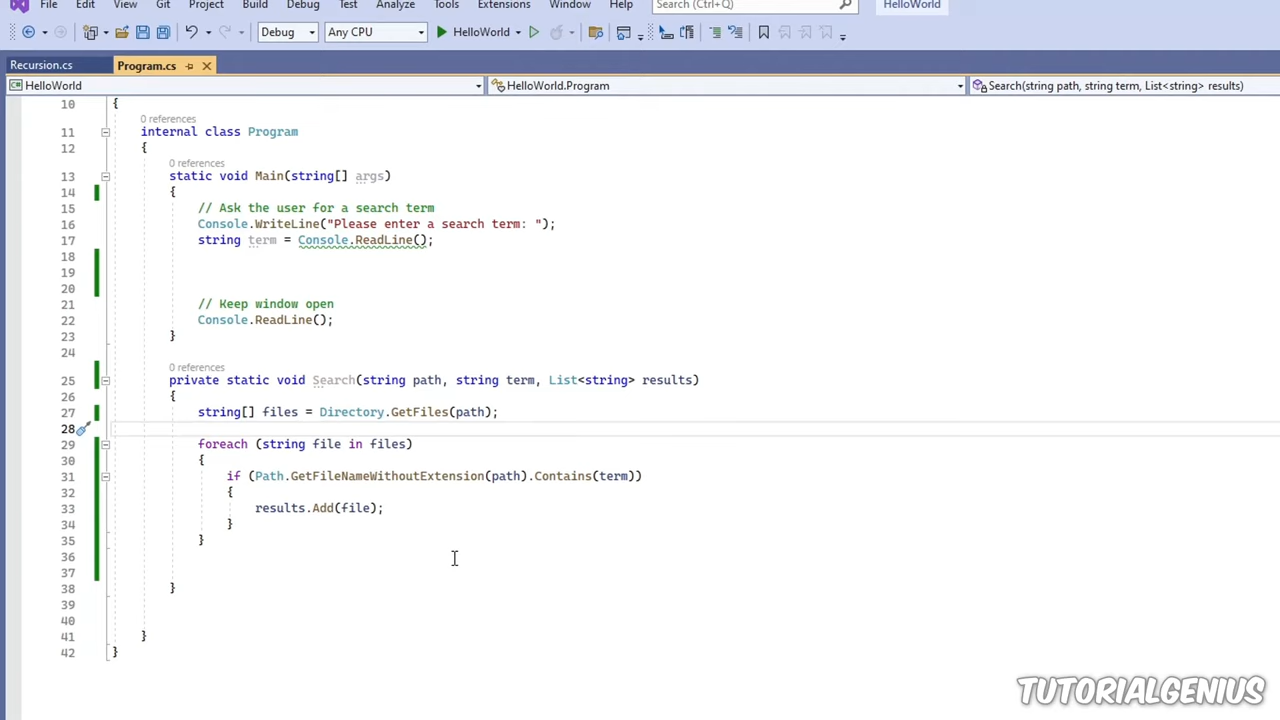 File Edit View Git Project Build Debug Test Analyze Tools Extensions Window Help Search (Ctrl+Q) HelloWorld
Debug Any CPU HelloWorld
Recursion.cs Program.cs
HelloWorld HelloWorld.Program Search(string path, string term, List<string> results)
10 {
0 references
11 internal class Program
12 {
0 references
13 static void Main(string[] args)
14 {
15 // Ask the user for a search term
16 Console.WriteLine("Please enter a search term: ");
17 string term = Console.ReadLine();
18
19
20
21 // Keep window open
22 Console.ReadLine();
23 }
24
0 references
25 private static void Search(string path, string term, List<string> results)
26 {
27 string[] files = Directory.GetFiles(path);
28
29 foreach (string file in files)
30 {
31 if (Path.GetFileNameWithoutExtension(path).Contains(term))
32 {
33 results.Add(file);
34 }
35 }
36
37
38 }
39
40
41 }
42 }
TUTORIALGENIUS